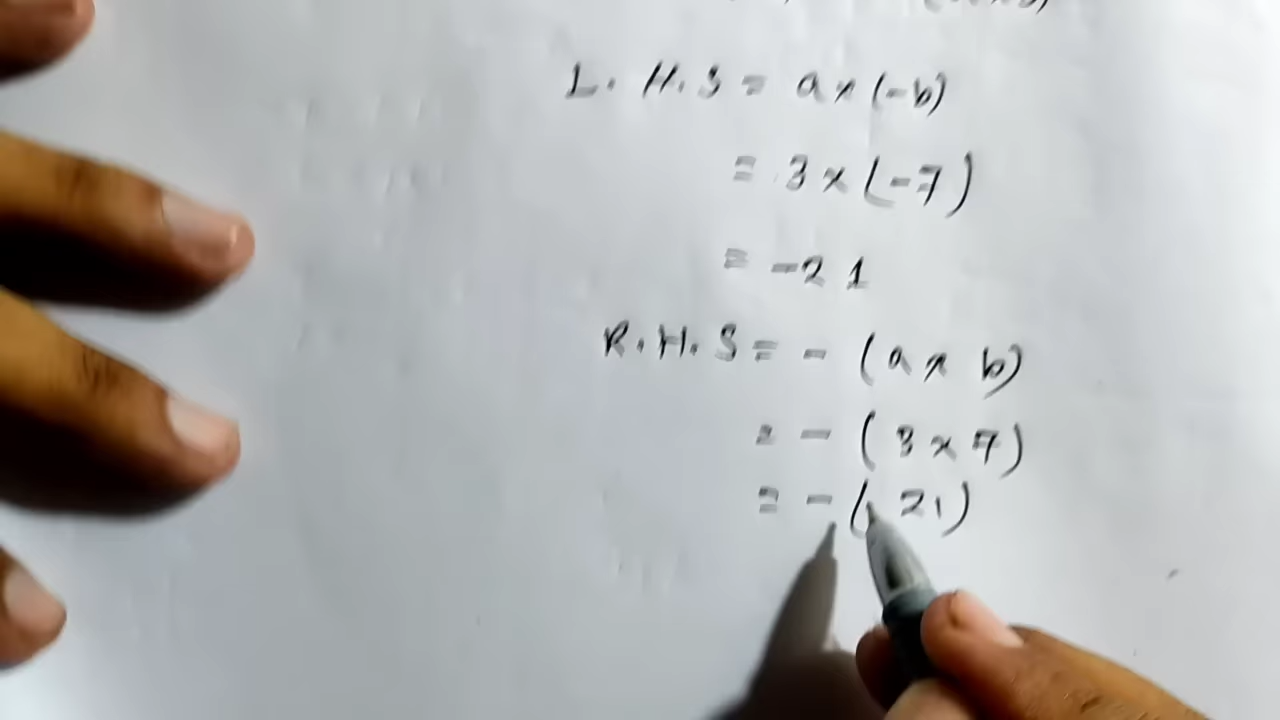 L.H.S = a × (-b)
= 3 × (-7)
= -21
R.H.S = - (a × b)
= - (3 × 7)
= - (21)